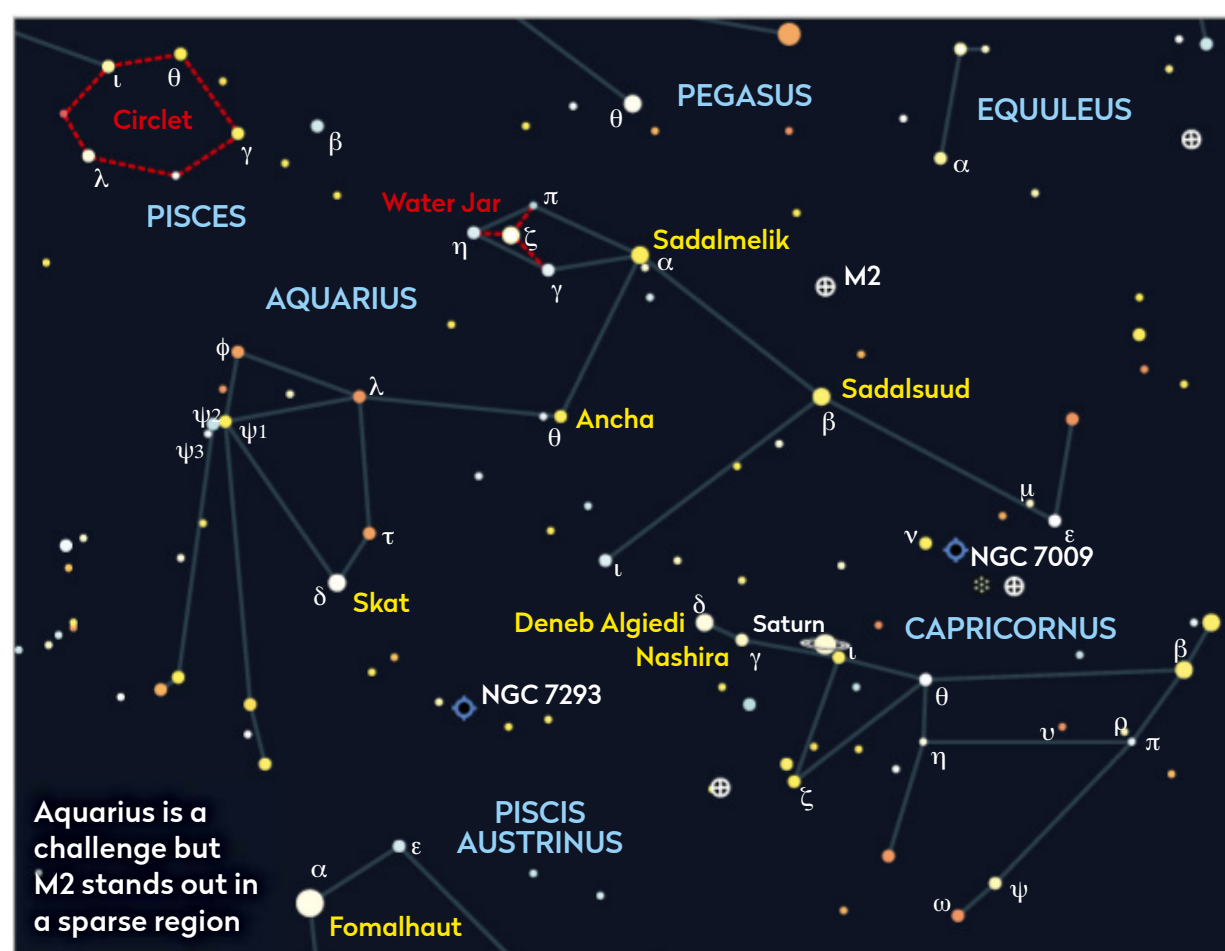 ι
θ
Circlet
γ
λ
β
PISCES
θ
PEGASUS
EQUULEUS
α
Water Jar
π
η
ζ
γ
Sadalmelik
α
M2
AQUARIUS
φ
λ
ψ2
ψ1
ψ3
Ancha
θ
Sadalsuud
β
μ
ε
ν
NGC 7009
τ
δ
Skat
ι
δ
Deneb Algiedi
Saturn
Nashira
γ
ι
CAPRICORNUS
β
θ
NGC 7293
η
υ
ρ
π
ζ
ψ
ω
PISCIS
AUSTRINUS
α
ε
Fomalhaut
Aquarius is a
challenge but
M2 stands out in
a sparse region